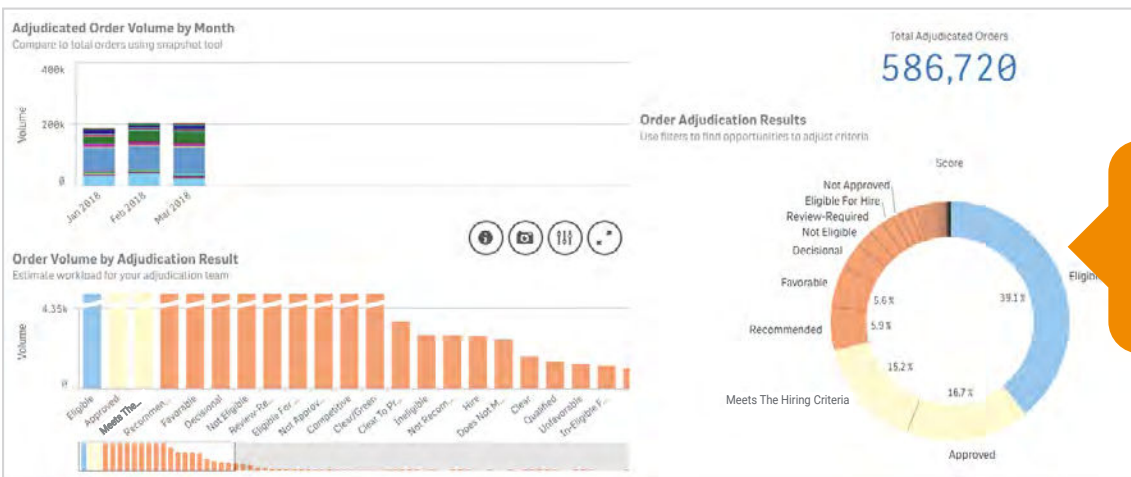 Adjudicated Order Volume by Month
Compare to total orders using snapshot tool
400k
200k
0
Volume
Jan 2018
Feb 2018
Mar 2018
Order Volume by Adjudication Result
Estimate workload for your adjudication team
4.35k
0
Volume
Eligible
Approved
Meets The...
Recommen...
Favorable
Decisional
Not Eligible
Review-Re...
Eligible For ...
Not Approv...
Competitive
Clear/Green
Clear To Pr...
Ineligible
Not Recom...
Hire
Does Not M...
Clear
Qualified
Unfavorable
In-Eligible F...
Total Adjudicated Orders
586,720
Order Adjudication Results
Use filters to find opportunities to adjust criteria
Score
Not Approved
Eligible For Hire
Review-Required
Not Eligible
Decisional
Favorable
Recommended
Meets The Hiring Criteria
Approved
5.6%
5.9%
15.2%
16.7%
39.1%